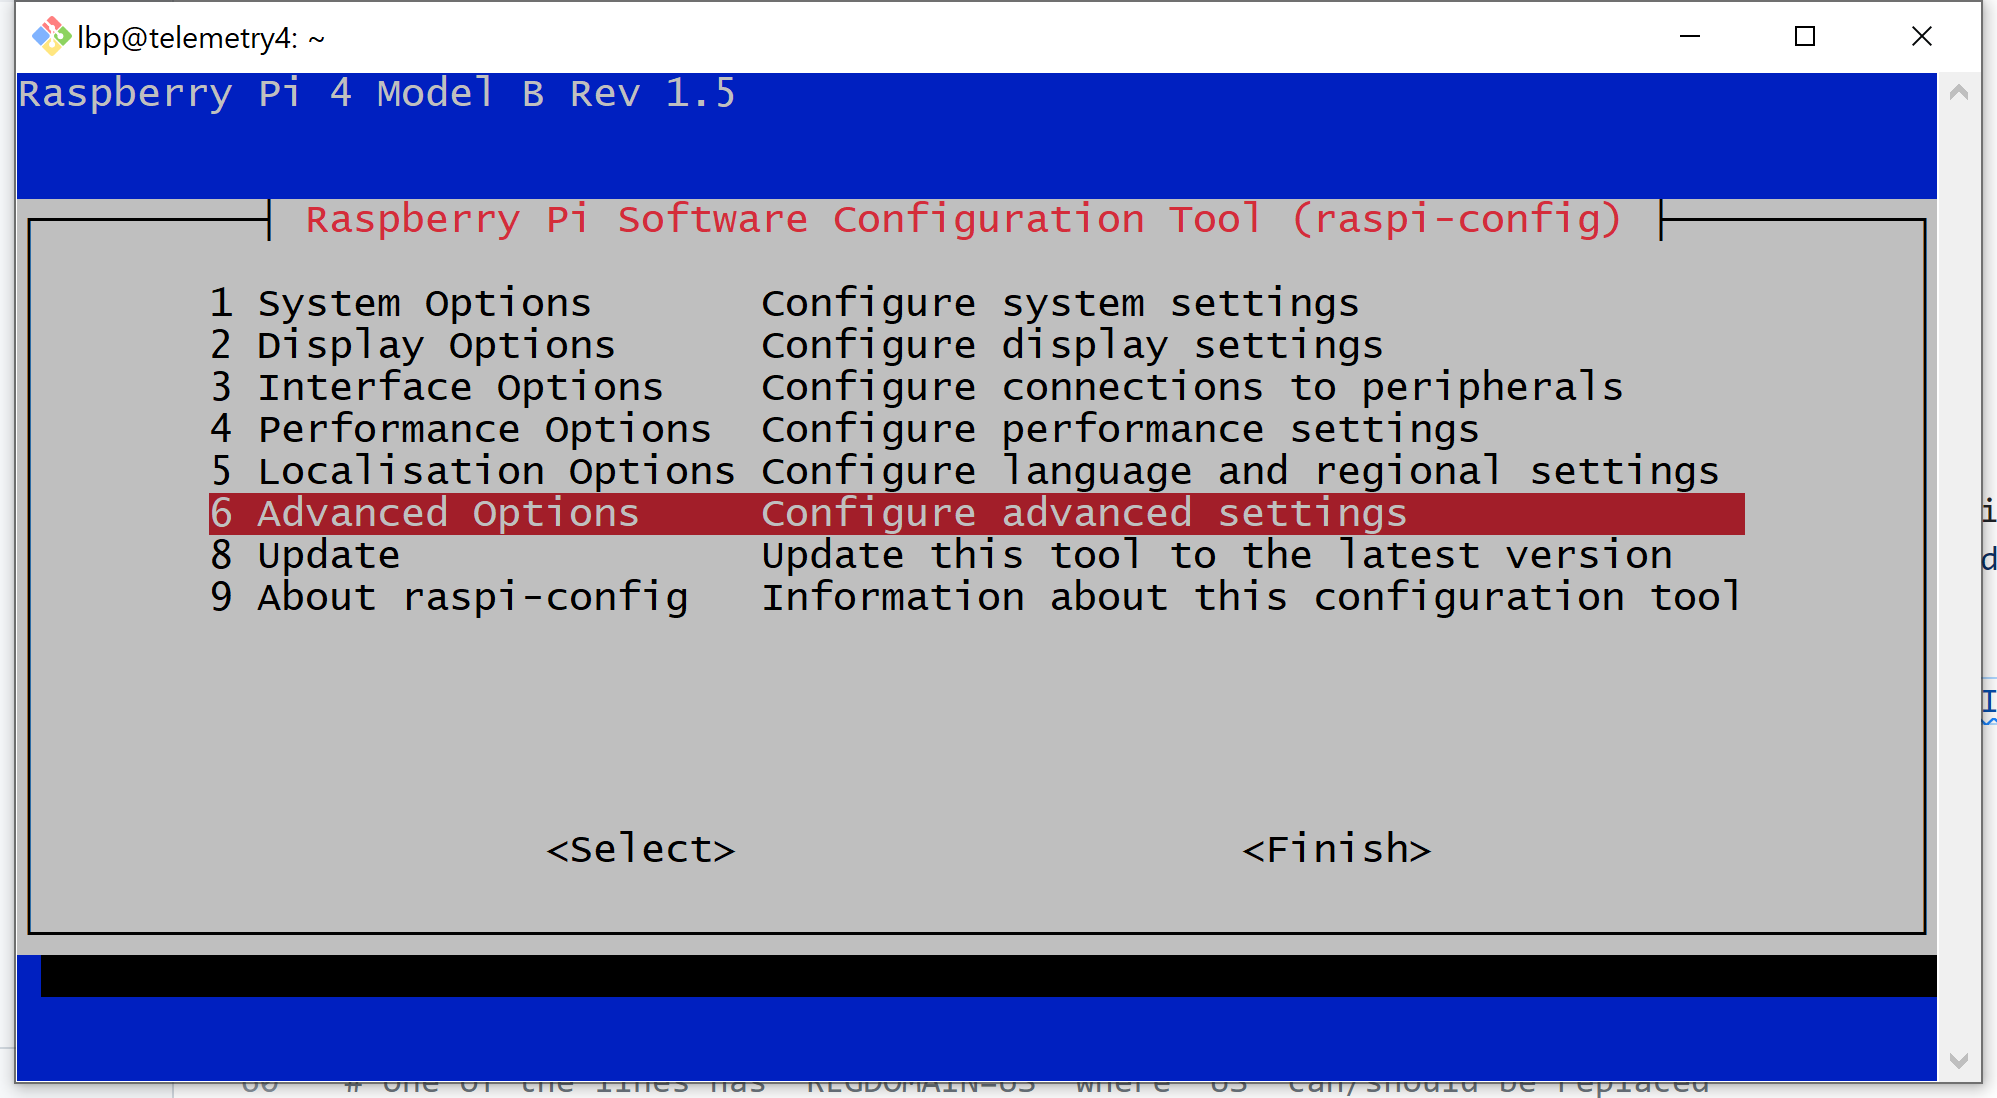 lbp@telemetry4: ~
Raspberry Pi 4 Model B Rev 1.5
Raspberry Pi Software Configuration Tool (raspi-config)
1 System Options Configure system settings
2 Display Options Configure display settings
3 Interface Options Configure connections to peripherals
4 Performance Options Configure performance settings
5 Localisation Options Configure language and regional settings
6 Advanced Options Configure advanced settings
8 Update Update this tool to the latest version
9 About raspi-config Information about this configuration tool
i
d
I
<Select> <Finish>
60 # One of the lines has "REGDOMAIN=US" where "US" can/should be replaced